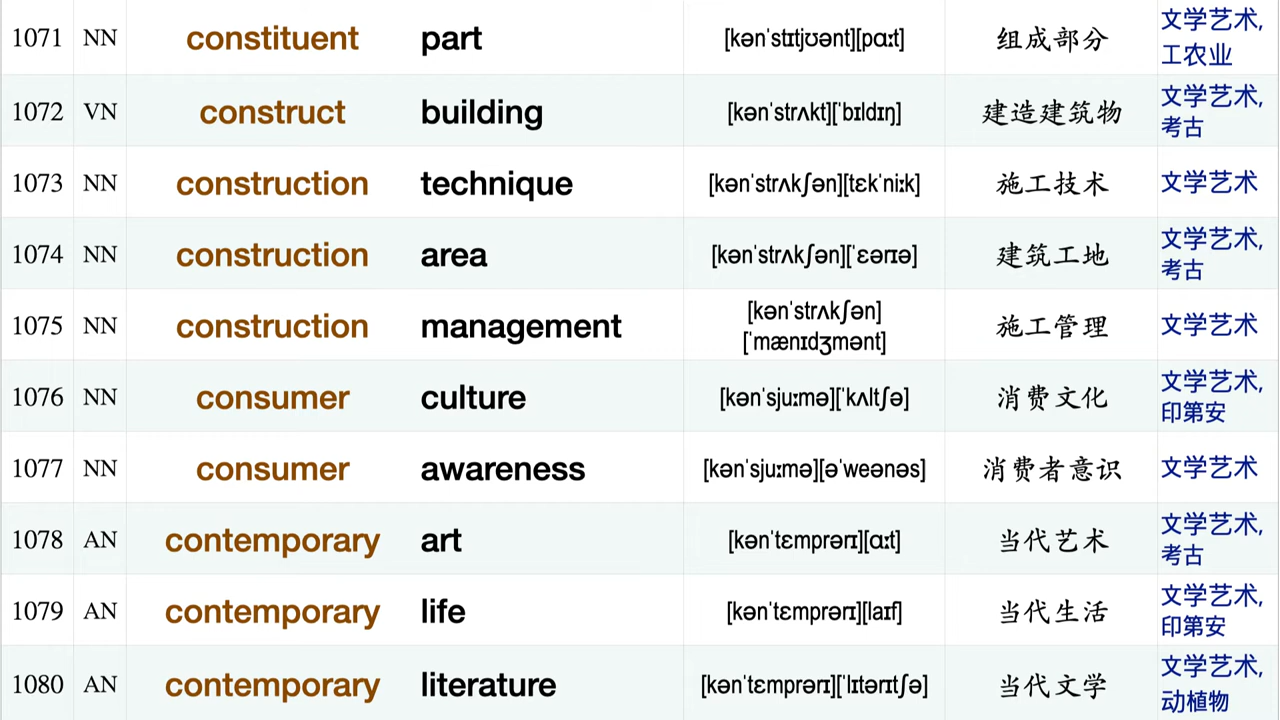 1071 NN constituent part [kənˈstɪtjʊənt][pɑːt] 组成部分 文学艺术,
工农业
1072 VN construct building [kənˈstrʌkt][ˈbɪldɪŋ] 建造建筑物 文学艺术,
考古
1073 NN construction technique [kənˈstrʌkʃən][tɛkˈniːk] 施工技术 文学艺术
1074 NN construction area [kənˈstrʌkʃən][ˈɛərɪə] 建筑工地 文学艺术,
考古
1075 NN construction management [kənˈstrʌkʃən]
[ˈmænɪdʒmənt] 施工管理 文学艺术
1076 NN consumer culture [kənˈsjuːmə][ˈkʌltʃə] 消费文化 文学艺术,
印第安
1077 NN consumer awareness [kənˈsjuːmə][əˈweənəs] 消费者意识 文学艺术
1078 AN contemporary art [kənˈtɛmprərɪ][ɑːt] 当代艺术 文学艺术,
考古
1079 AN contemporary life [kənˈtɛmprərɪ][laɪf] 当代生活 文学艺术,
印第安
1080 AN contemporary literature [kənˈtɛmprərɪ][ˈlɪtərɪtʃə] 当代文学 文学艺术,
动植物